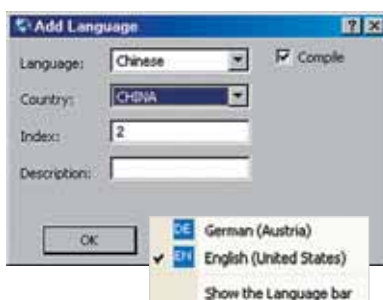 Add Language
Language: Chinese Compile
Country: CHINA
Index: 2
Description:
OK
DE German (Austria)
EN English (United States)
Show the Language bar